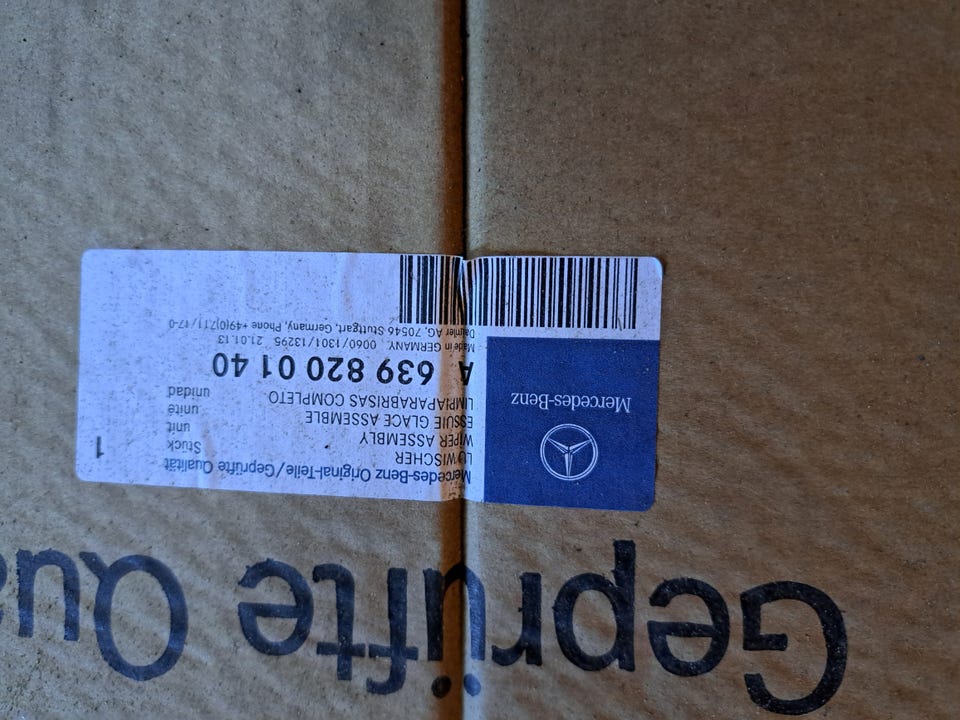 Geprüfte Qua
Mercedes-Benz
Mercedes-Benz Original-Teile/Geprüfte Qualität
LU WISCHER
WIPER ASSEMBLY
ESSUIE GLACE ASSEMBLE
LIMPIAPARABRISAS COMPLETO
Stück
unit
unité
unidad
1
A 639 820 01 40
Made in GERMANY. 0060/1301/13295 21.01.13
Daimler AG, 70546 Stuttgart, Germany, Phone +49(0)711/17-0